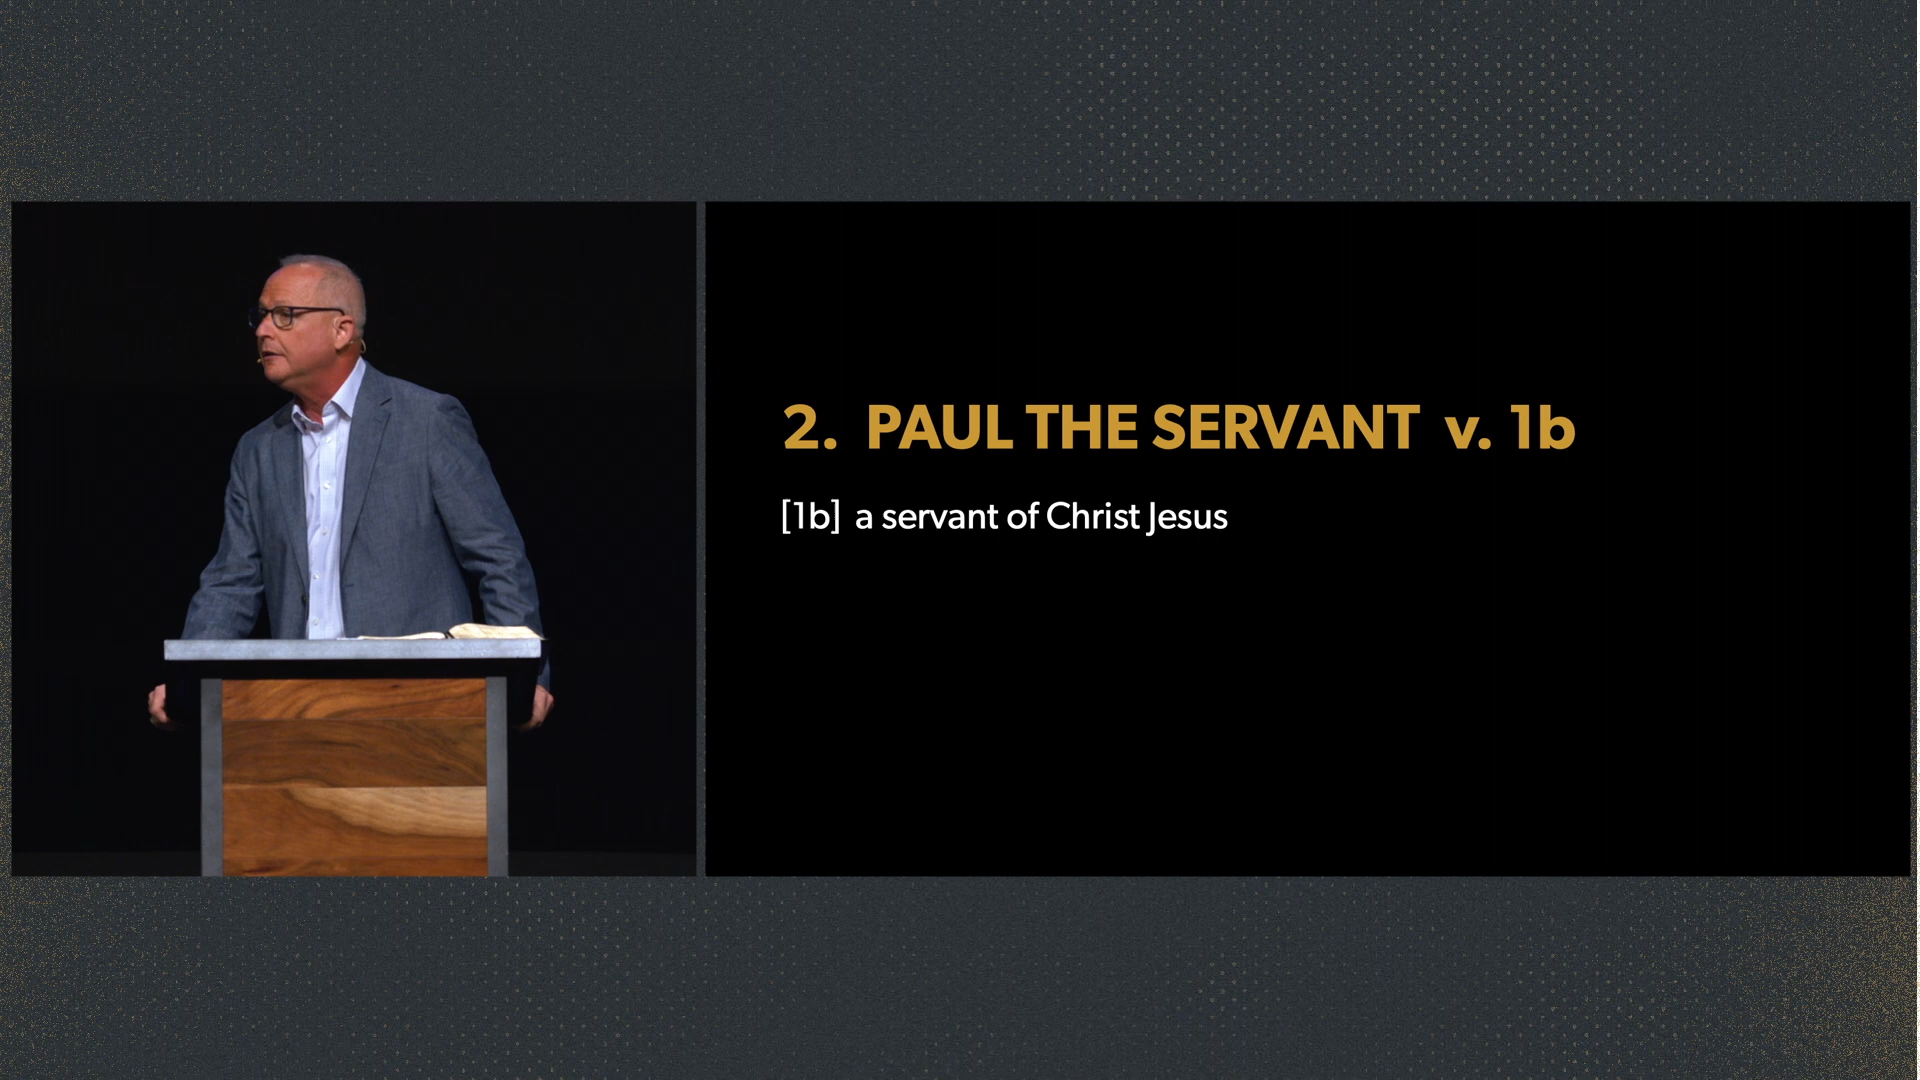 2. PAUL THE SERVANT v. 1b
[1b] a servant of Christ Jesus